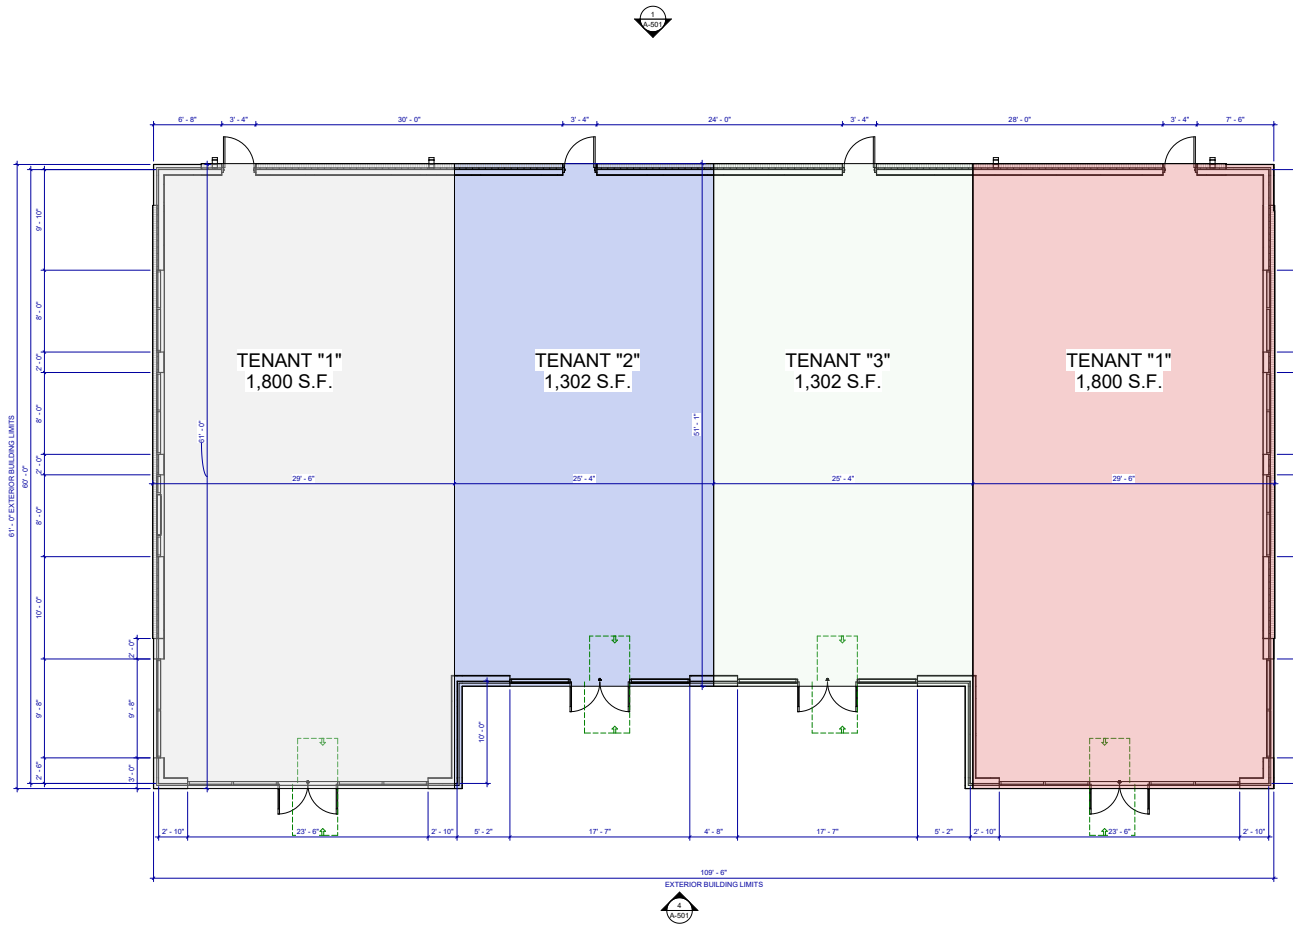 1
A-501
6' - 8"
3' - 4"
30' - 0"
3' - 4"
24' - 0"
3' - 4"
28' - 0"
3' - 4"
7' - 6"
9' - 10"
8' - 0"
2' - 0"
8' - 0"
2' - 0"
8' - 0"
10' - 0"
2' - 0"
9' - 8"
9' - 8"
2' - 6"
3' - 0"
61' - 0" EXTERIOR BUILDING LIMITS
60' - 0"
61' - 0"
51' - 1"
10' - 0"
TENANT "1"
1,800 S.F.
TENANT "2"
1,302 S.F.
TENANT "3"
1,302 S.F.
TENANT "1"
1,800 S.F.
29' - 6"
25' - 4"
25' - 4"
29' - 6"
2' - 10"
23' - 6"
2' - 10"
5' - 2"
17' - 7"
4' - 8"
17' - 7"
5' - 2"
2' - 10"
23' - 6"
2' - 10"
109' - 6"
EXTERIOR BUILDING LIMITS
4
A-501